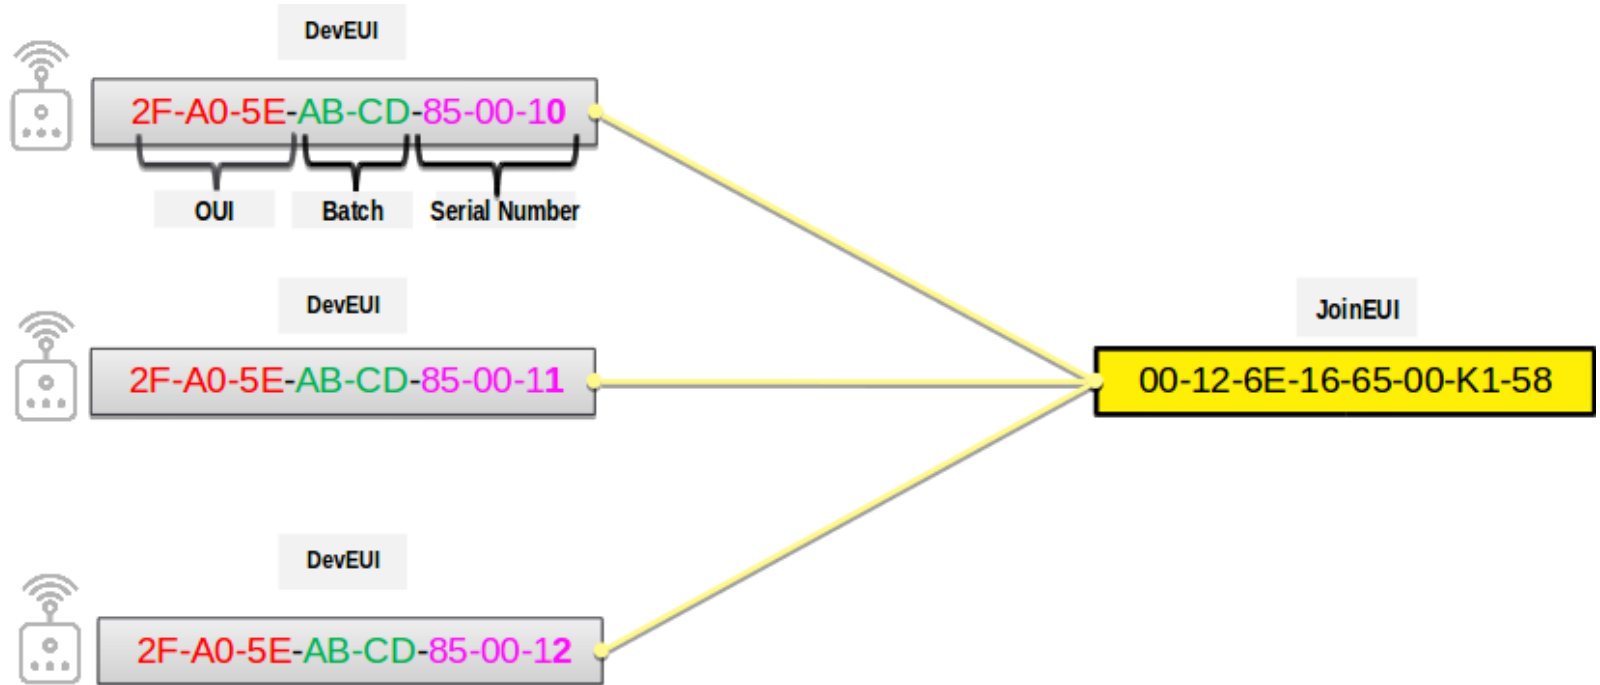 DevEUI
2F-A0-5E-AB-CD-85-00-10
OUI
Batch
Serial Number
DevEUI
2F-A0-5E-AB-CD-85-00-11
JoinEUI
00-12-6E-16-65-00-K1-58
DevEUI
2F-A0-5E-AB-CD-85-00-12